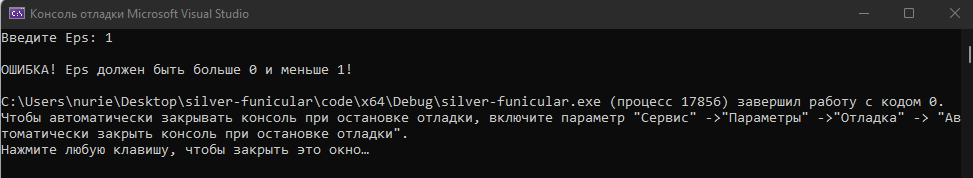 Консоль отладки Microsoft Visual Studio
Введите Eps: 1
ОШИБКА! Eps должен быть больше 0 и меньше 1!
C:\Users\nurie\Desktop\silver-funicular\code\x64\Debug\silver-funicular.exe (процесс 17856) завершил работу с кодом 0.
Чтобы автоматически закрывать консоль при остановке отладки, включите параметр "Сервис" ->"Параметры" ->"Отладка" -> "Ав
томатически закрыть консоль при остановке отладки".
Нажмите любую клавишу, чтобы закрыть это окно…